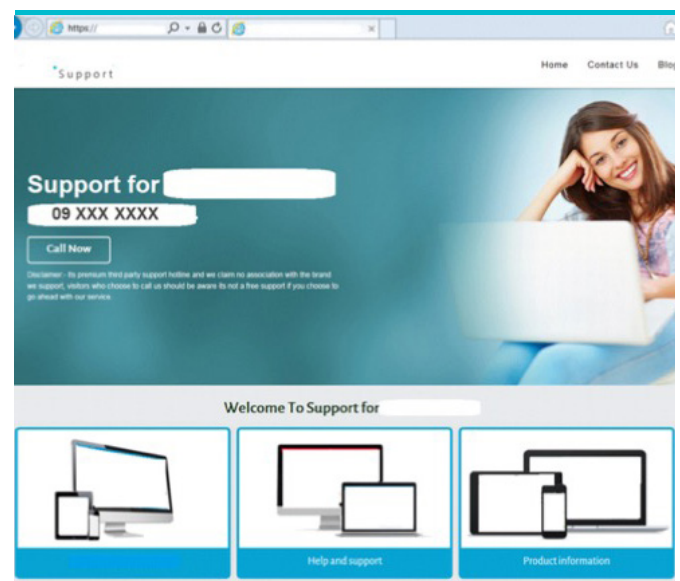 https://
Support
Home Contact Us Blog
Support for
09 XXX XXXX
Call Now
Disclaimer:- Its premium third party support hotline and we claim no association with the brand
we support, visitors who choose to call us should be aware its not a free support if you choose to
go ahead with our service.
Welcome To Support for
Help and support
Product information